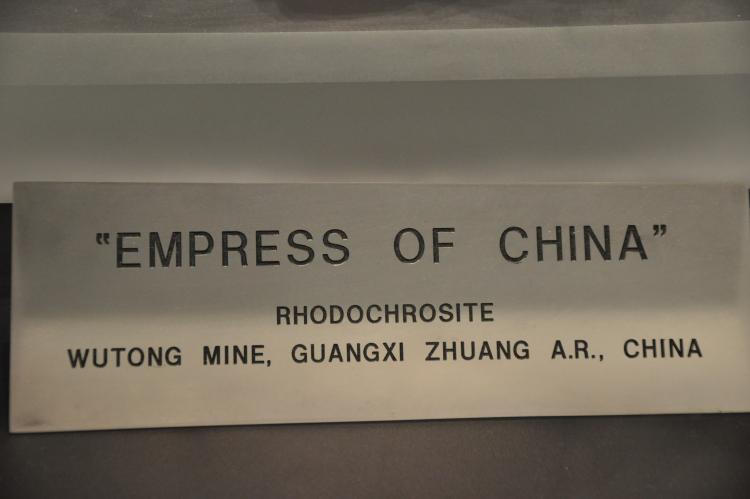 "EMPRESS OF CHiNA"
RHODOCHROSITE
WUTONG MINE, GUANGXI ZHUANG A.R., CHINA